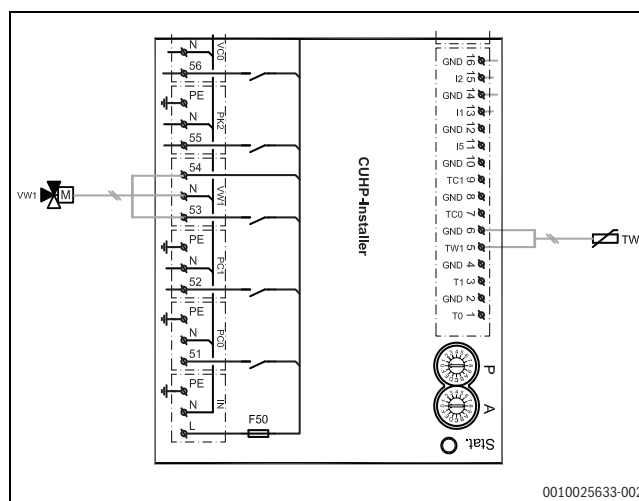 N
VC0
56
PE
N
PK2
55
54
N
VW1
53
PE
N
PC1
52
PE
N
PC0
51
PE
N
IN
L
F50
VW1
M
CUHP-Installer
GND 16
I2 15
GND 14
I1 13
GND 12
I5 11
GND 10
TC1 9
GND 8
TC0 7
GND 6
TW1 5
GND 4
T1 3
GND 2
T0 1
TW
P
A
Stat.
0010025633-002